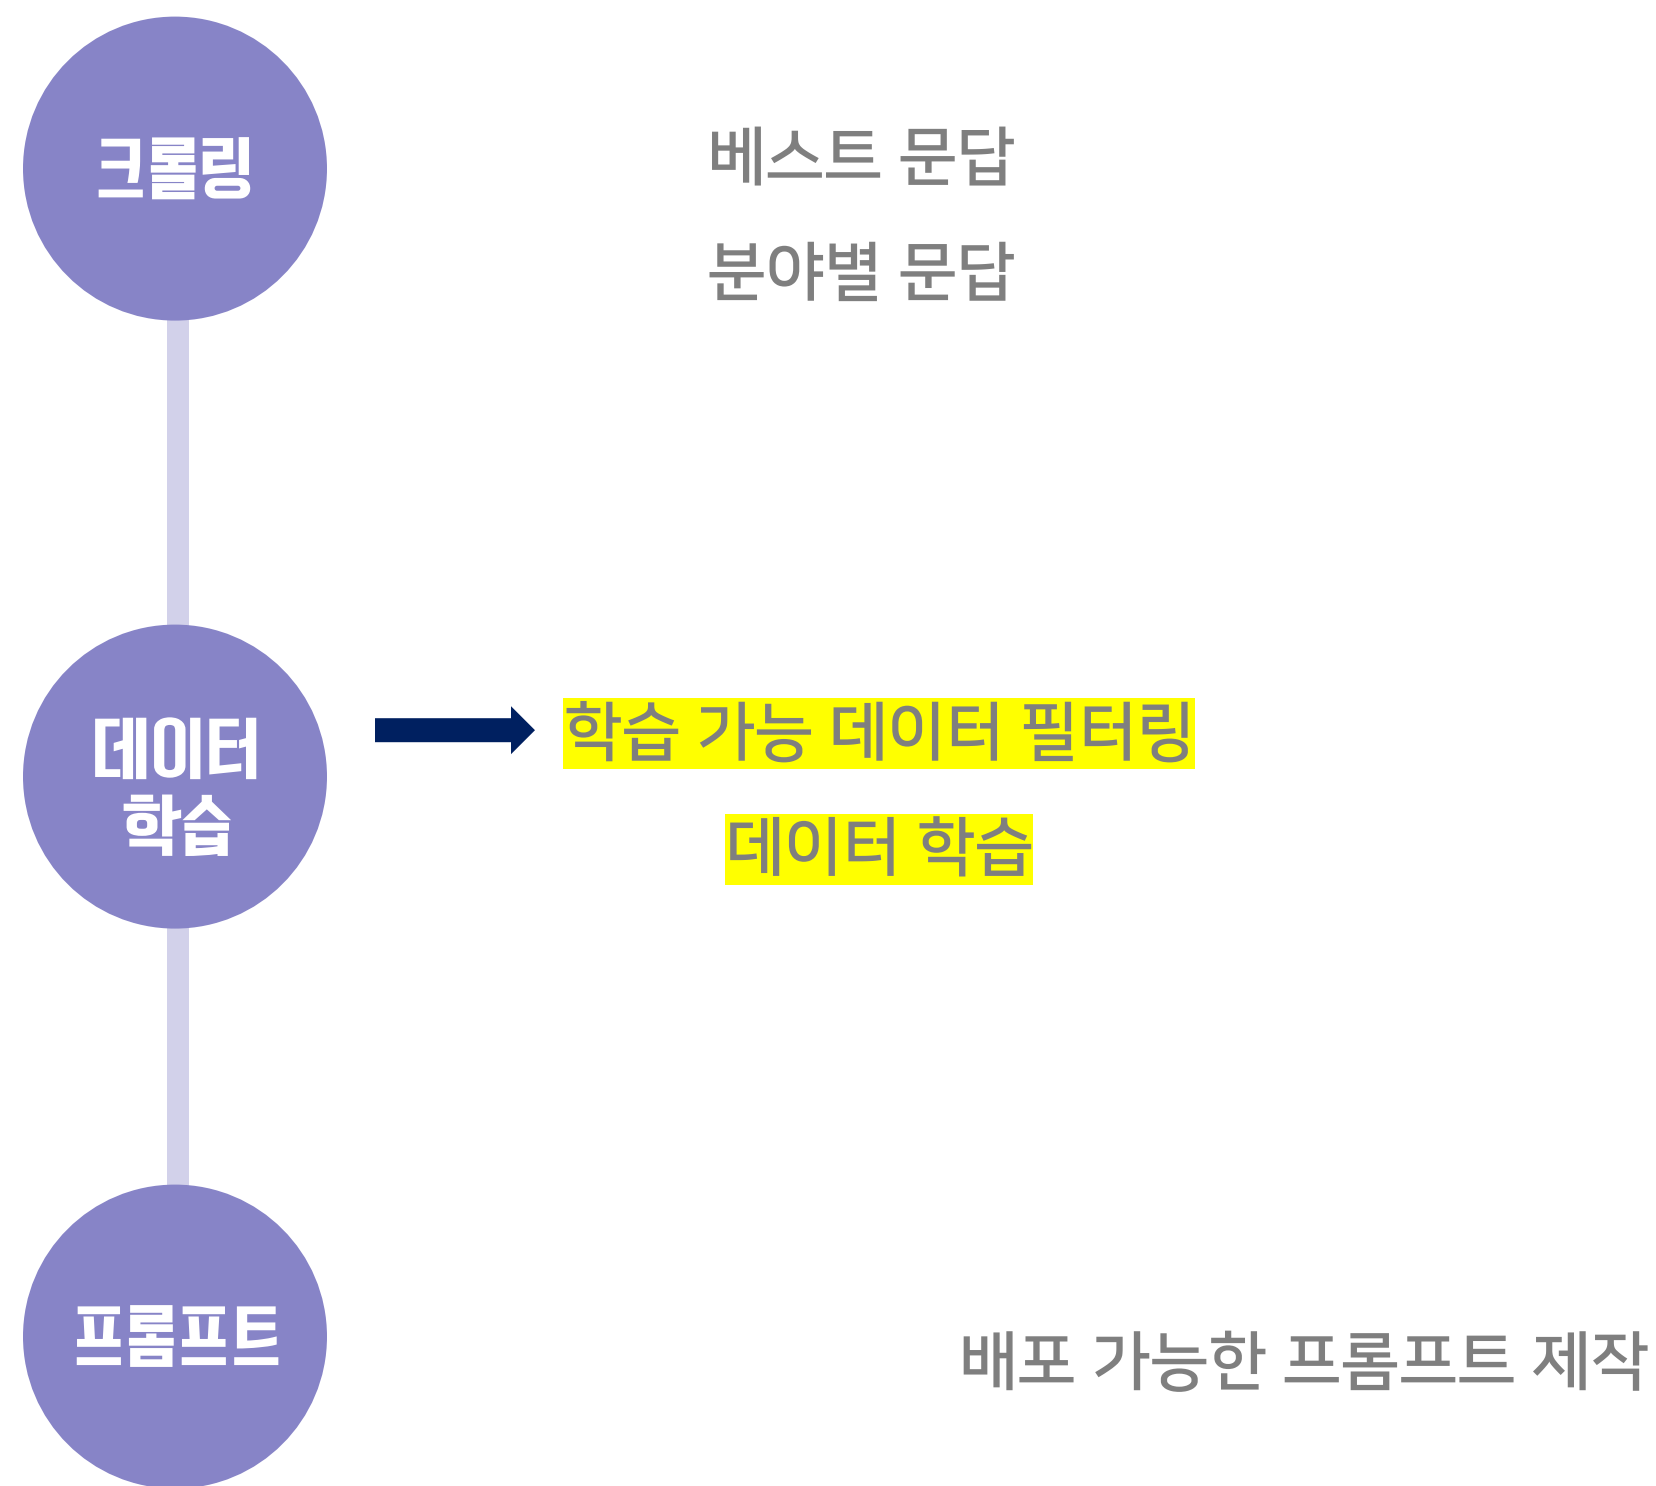 크롤링
베스트 문답
분야별 문답
데이터
학습
학습 가능 데이터 필터링
데이터 학습
프롬프트
배포 가능한 프롬프트 제작